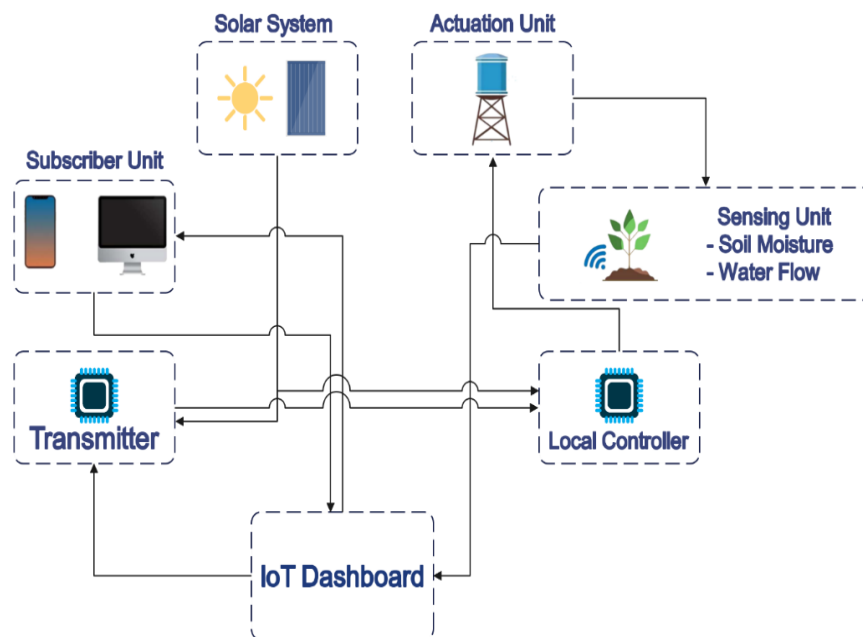 Solar System
Actuation Unit
Subscriber Unit
Sensing Unit
- Soil Moisture
- Water Flow
Transmitter
Local Controller
IoT Dashboard